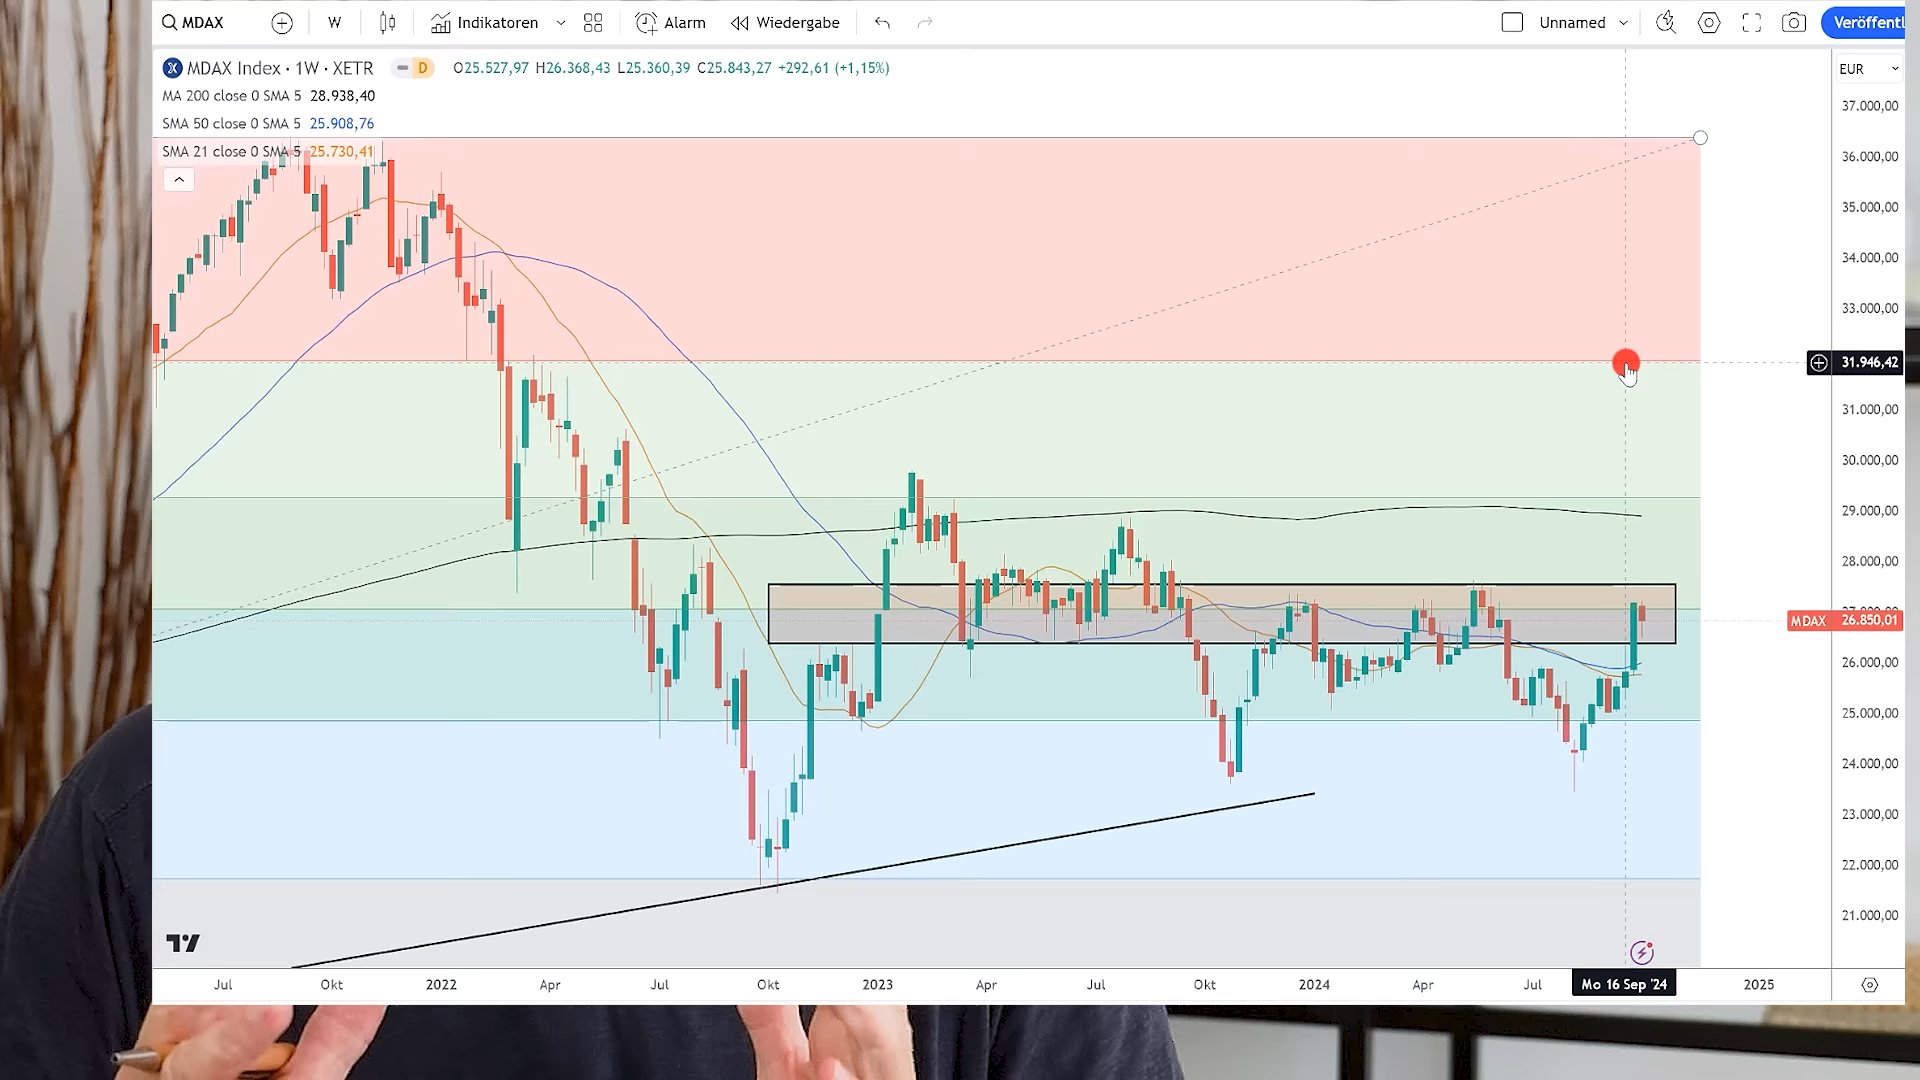 MDAX
W
Indikatoren
Alarm
Wiedergabe
Unnamed
Veröffentl
MDAX Index · 1W · XETR
D
O25.527,97 H26.368,43 L25.360,39 C25.843,27 +292,61 (+1,15%)
EUR
MA 200 close 0 SMA 5 28.938,40
SMA 50 close 0 SMA 5 25.908,76
SMA 21 close 0 SMA 5 25.730,41
37.000,00
36.000,00
35.000,00
34.000,00
33.000,00
31.946,42
31.000,00
30.000,00
29.000,00
28.000,00
27.000,00
MDAX 26.850,01
26.000,00
25.000,00
24.000,00
23.000,00
22.000,00
21.000,00
Jul Okt 2022 Apr Jul Okt 2023 Apr Jul Okt 2024 Apr Jul Mo 16 Sep '24 2025